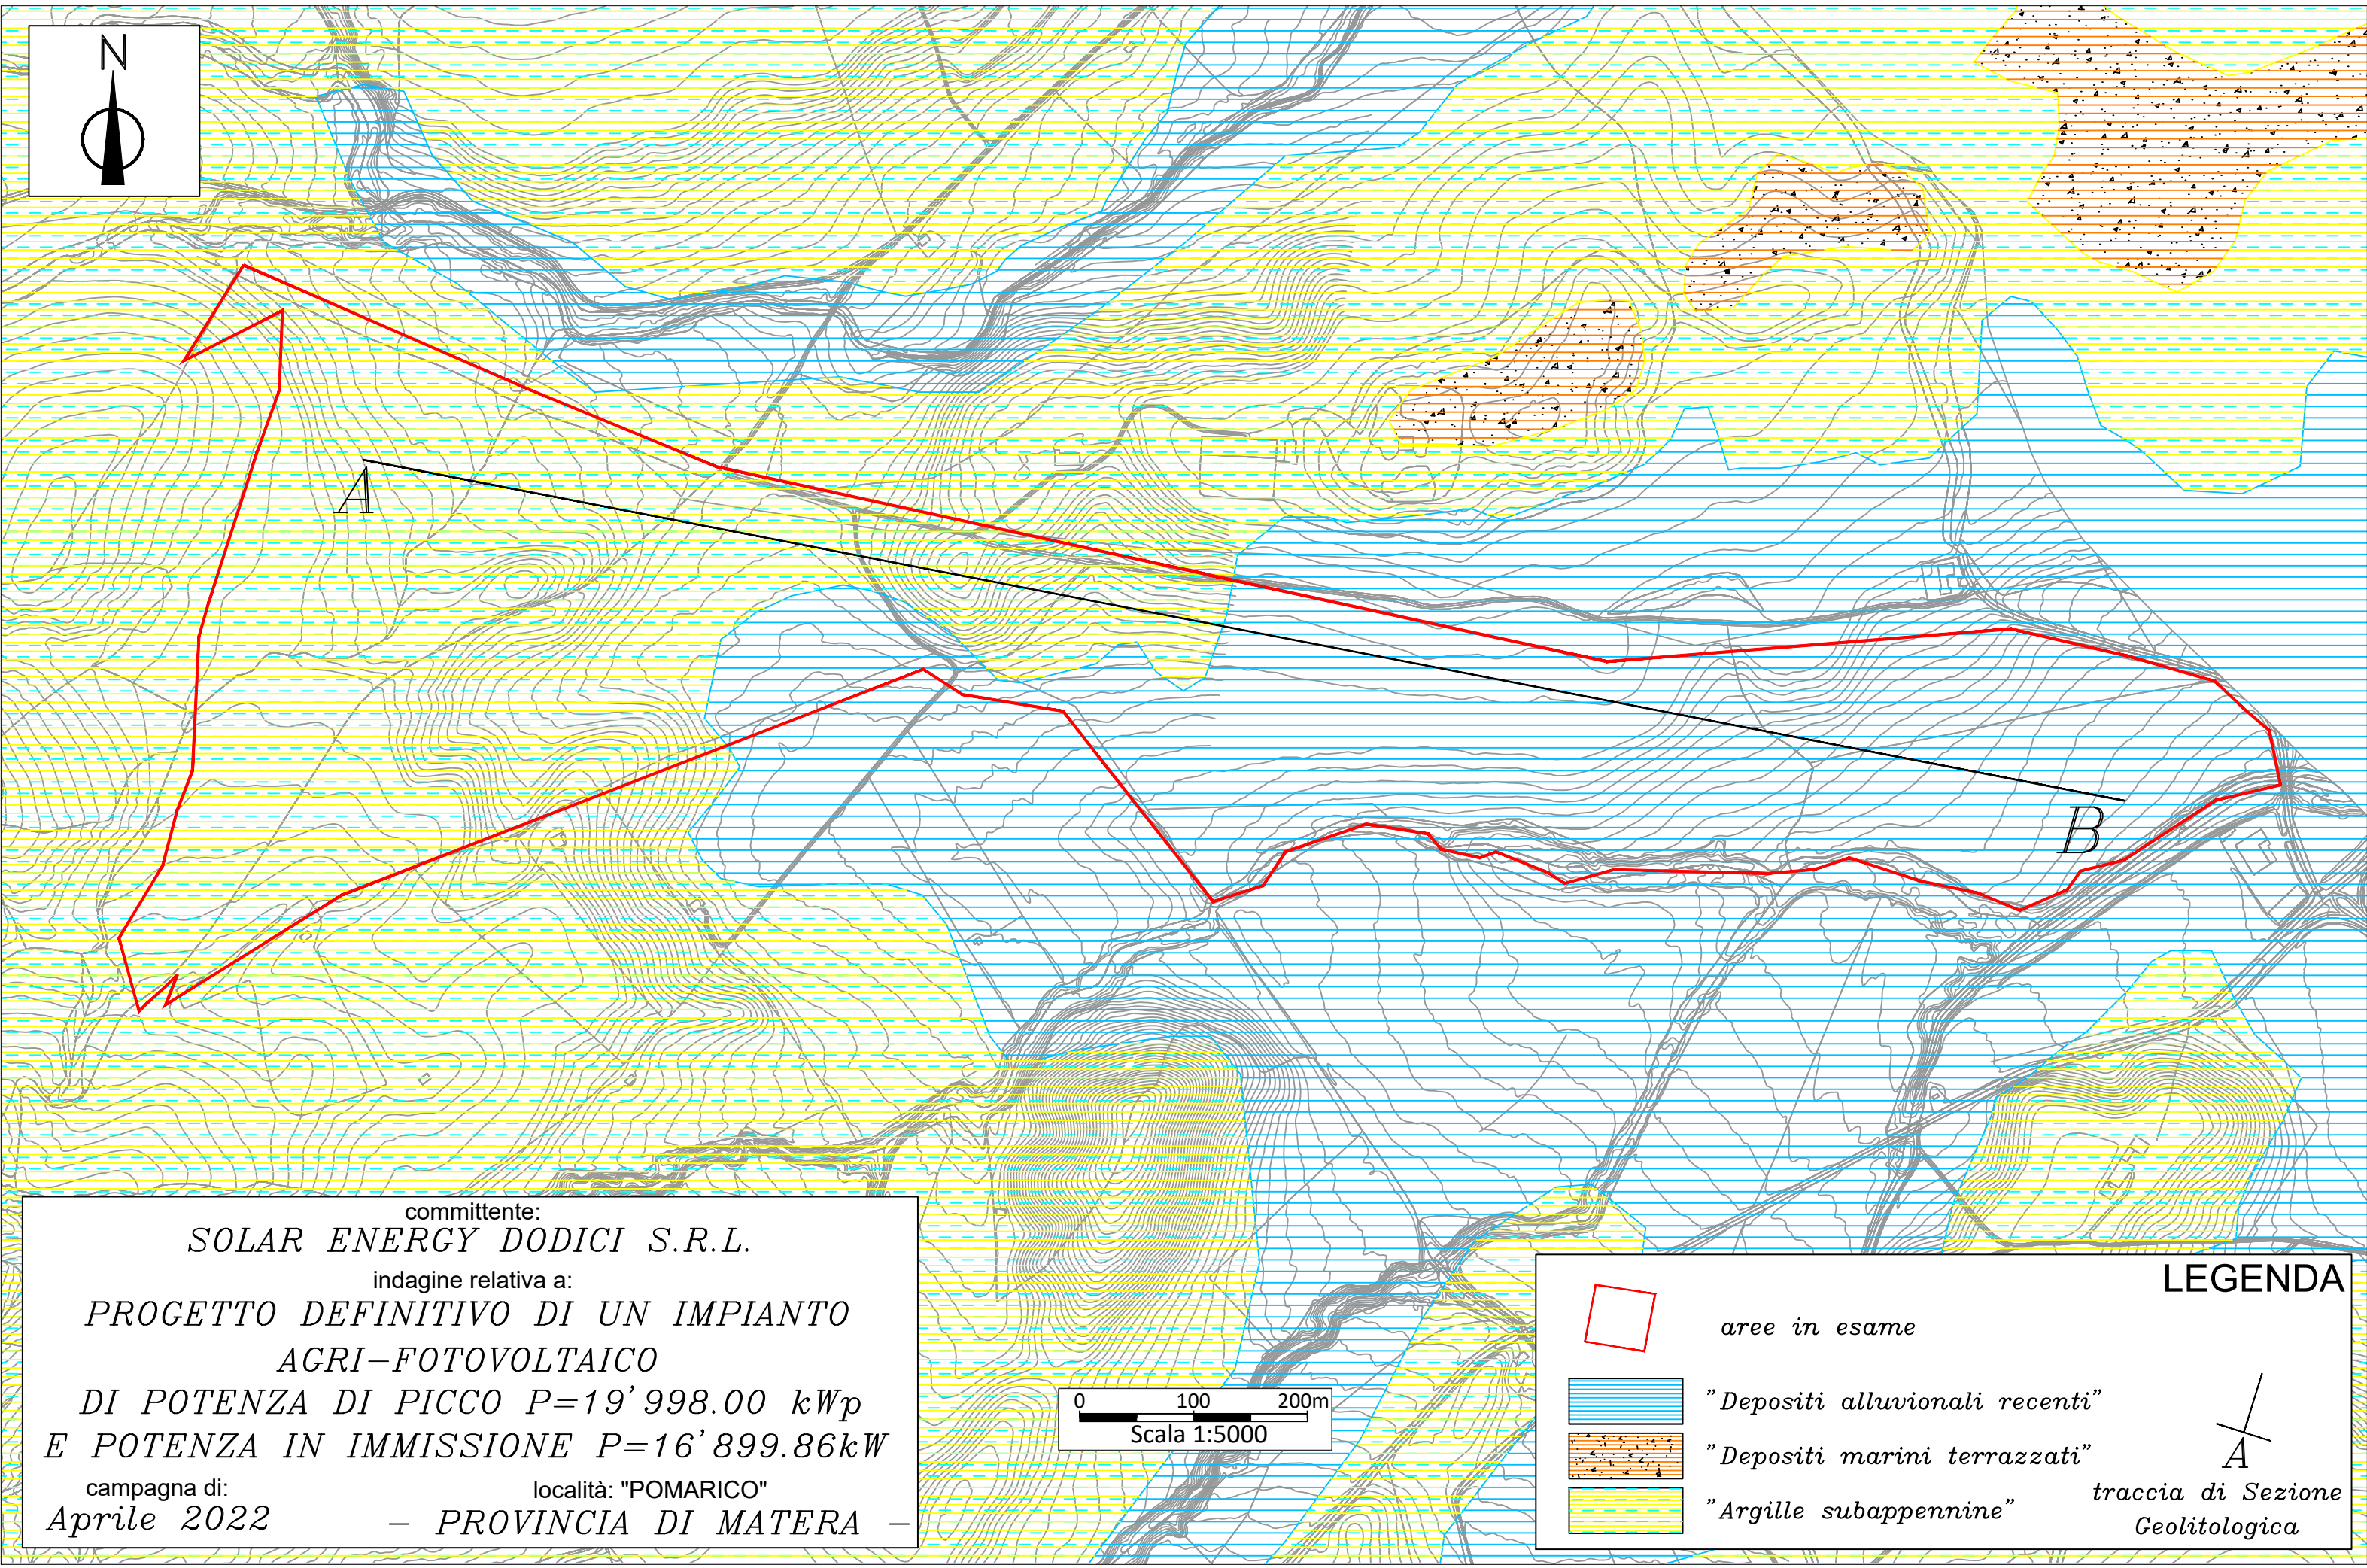 N
A
B
committente:
SOLAR ENERGY DODICI S.R.L.
indagine relativa a:
PROGETTO DEFINITIVO DI UN IMPIANTO
AGRI-FOTOVOLTAICO
DI POTENZA DI PICCO P=19'998.00 kWp
E POTENZA IN IMMISSIONE P=16'899.86kW
campagna di:
Aprile 2022
località: "POMARICO"
- PROVINCIA DI MATERA -
0 100 200m
Scala 1:5000
LEGENDA
aree in esame
"Depositi alluvionali recenti"
"Depositi marini terrazzati"
"Argille subappennine"
A
traccia di Sezione
Geolitologica